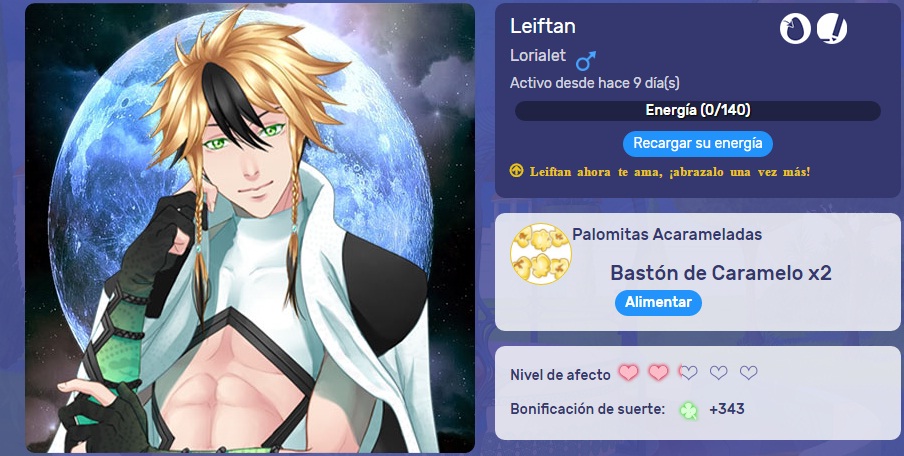 Leiftan
Lorialet
Activo desde hace 9 día(s)
Energía (0/140)
Recargar su energía
Leiftan ahora te ama, ¡abrazalo una vez más!
Palomitas Acarameladas
Bastón de Caramelo x2
Alimentar
Nivel de afecto
Bonificación de suerte: +343